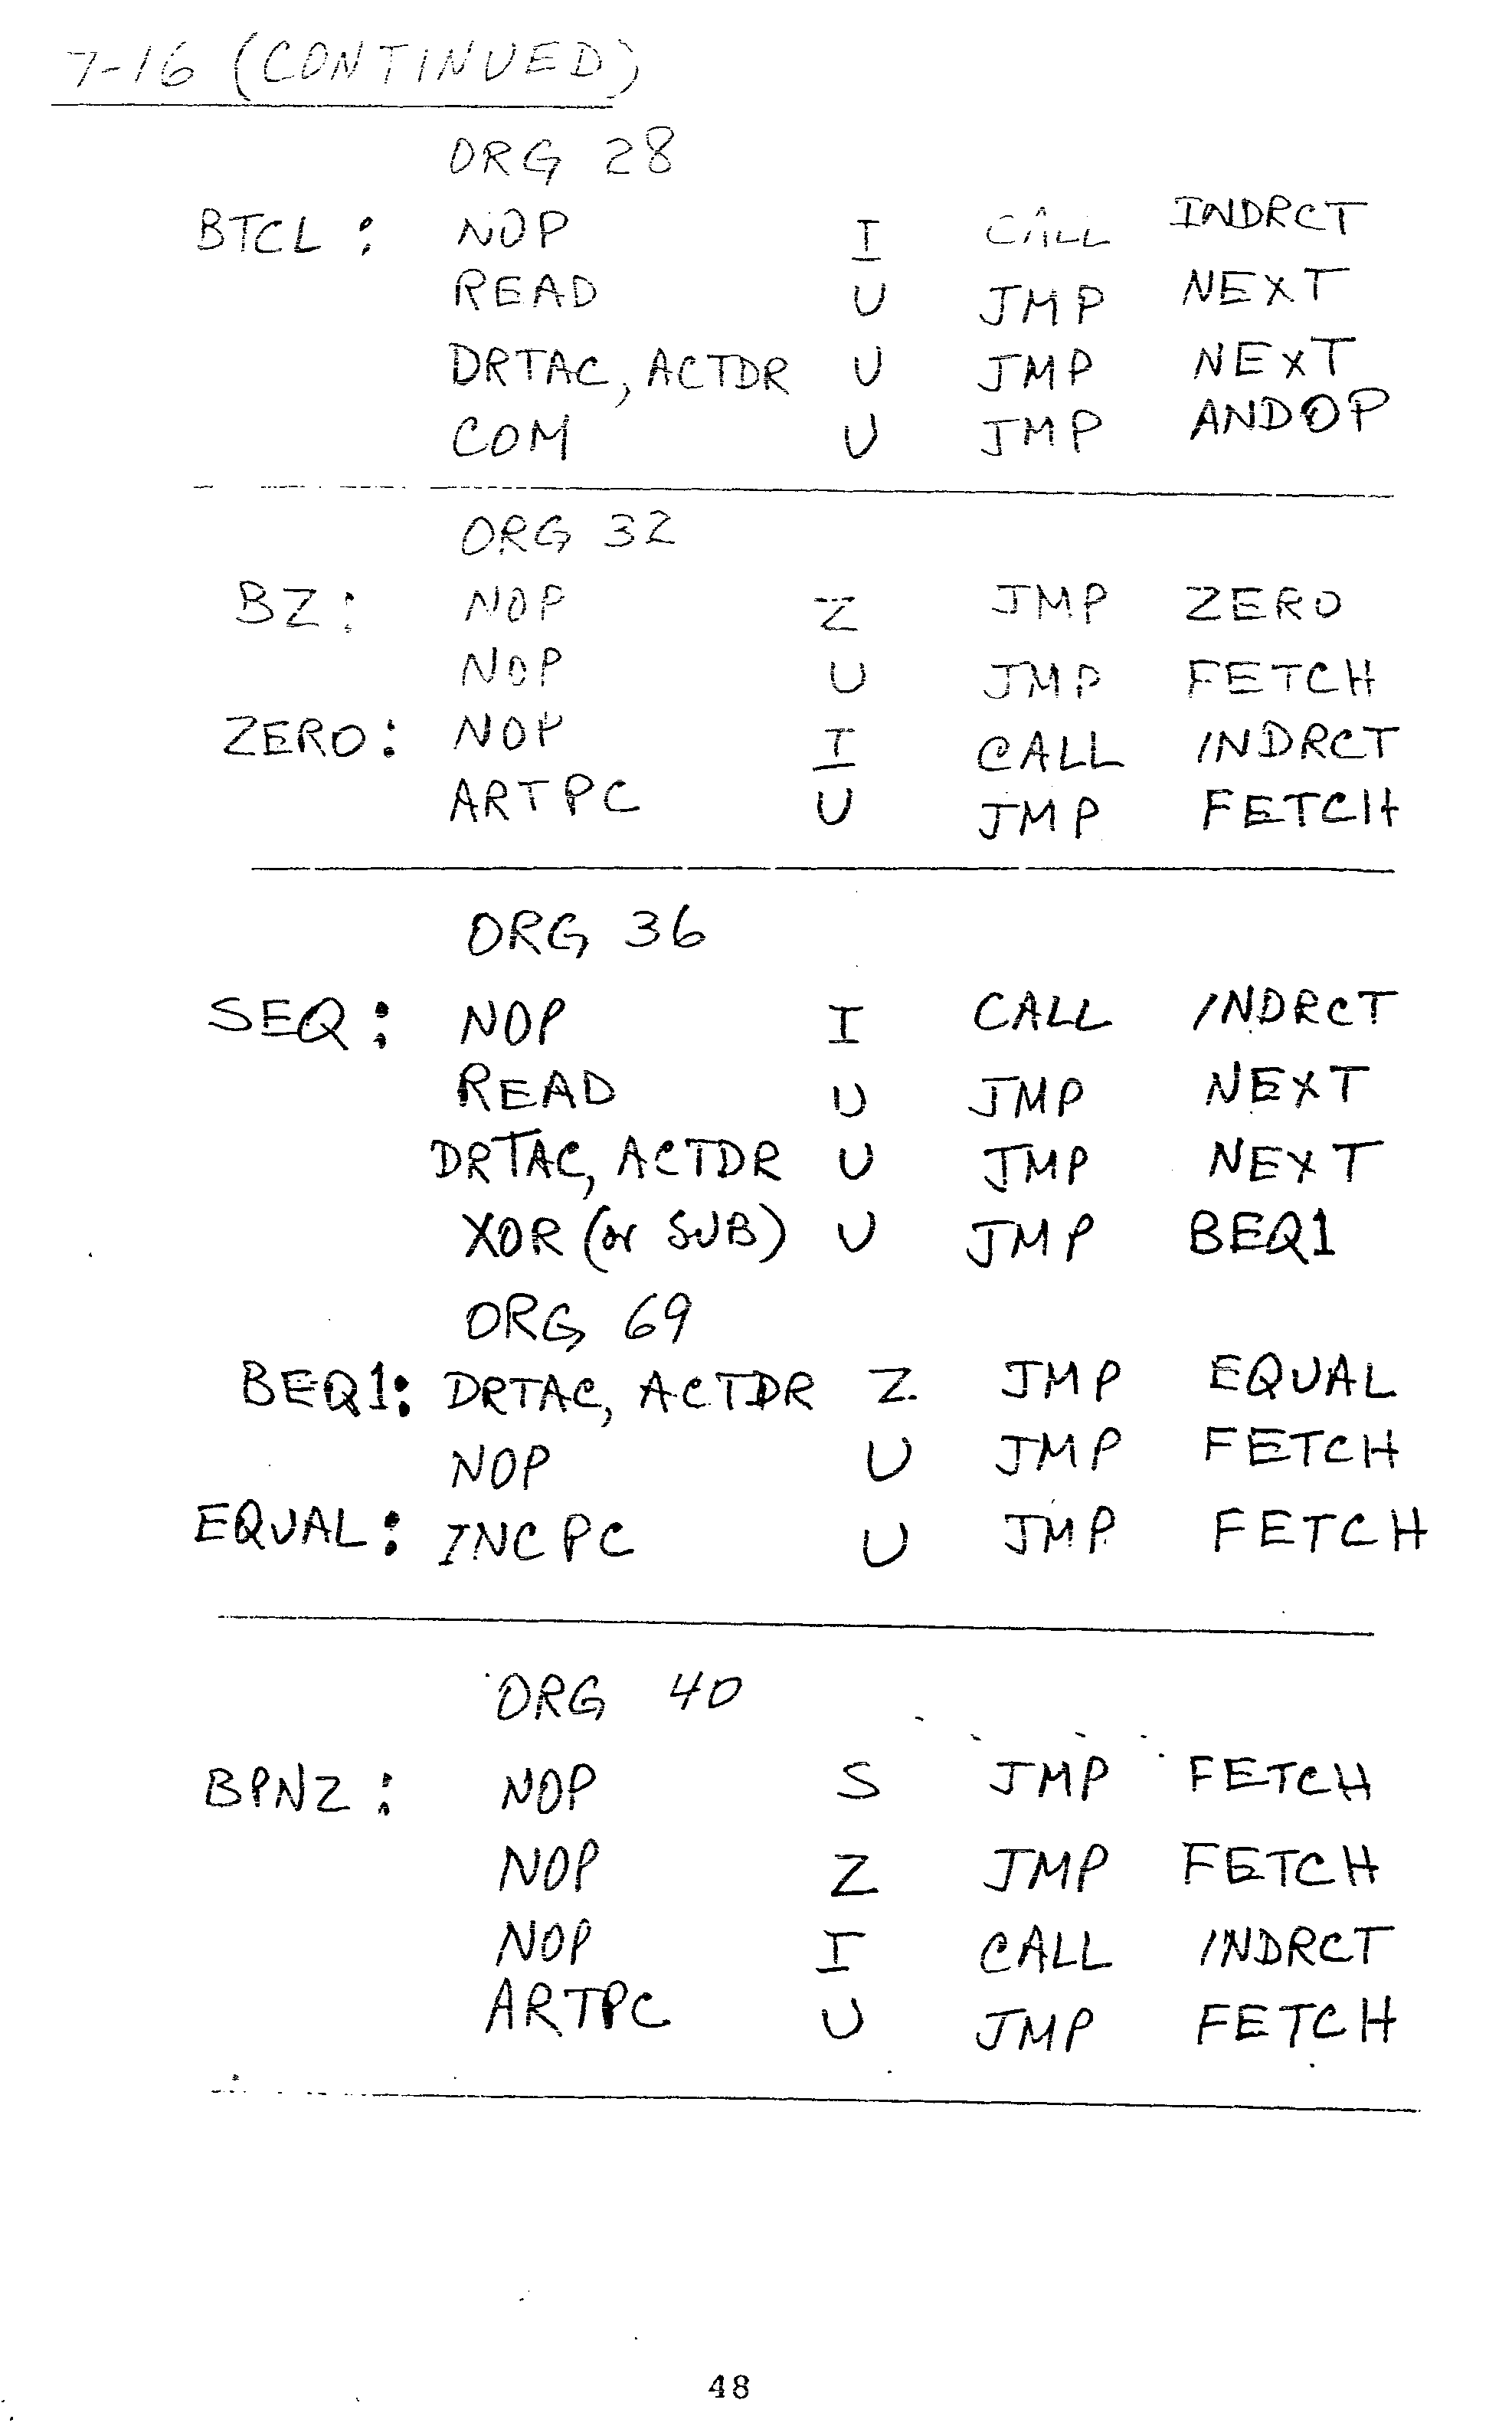 7-16 (CONTINUED)
ORG 28
BTCL : NOP I CALL INDRCT
READ U JMP NEXT
DRTAC, ACTDR U JMP NEXT
COM U JMP ANDOP
ORG 32
BZ : NOP Z JMP ZERO
NOP U JMP FETCH
ZERO : NOP I CALL INDRCT
ARTPC U JMP FETCH
ORG 36
SEQ : NOP I CALL INDRCT
READ U JMP NEXT
DRTAC, ACTDR U JMP NEXT
XOR (or SUB) U JMP BEQ1
ORG 69
BEQ1: DRTAC, ACTDR Z JMP EQUAL
NOP U JMP FETCH
EQUAL: INCPC U JMP FETCH
ORG 40
BPNZ : NOP S JMP FETCH
NOP Z JMP FETCH
NOP I CALL INDRCT
ARTPC U JMP FETCH
48